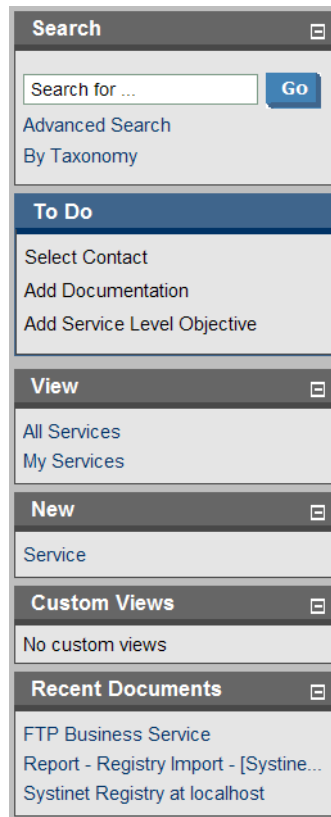 Search
Search for ... Go
Advanced Search
By Taxonomy
To Do
Select Contact
Add Documentation
Add Service Level Objective
View
All Services
My Services
New
Service
Custom Views
No custom views
Recent Documents
FTP Business Service
Report - Registry Import - [Systine...
Systinet Registry at localhost